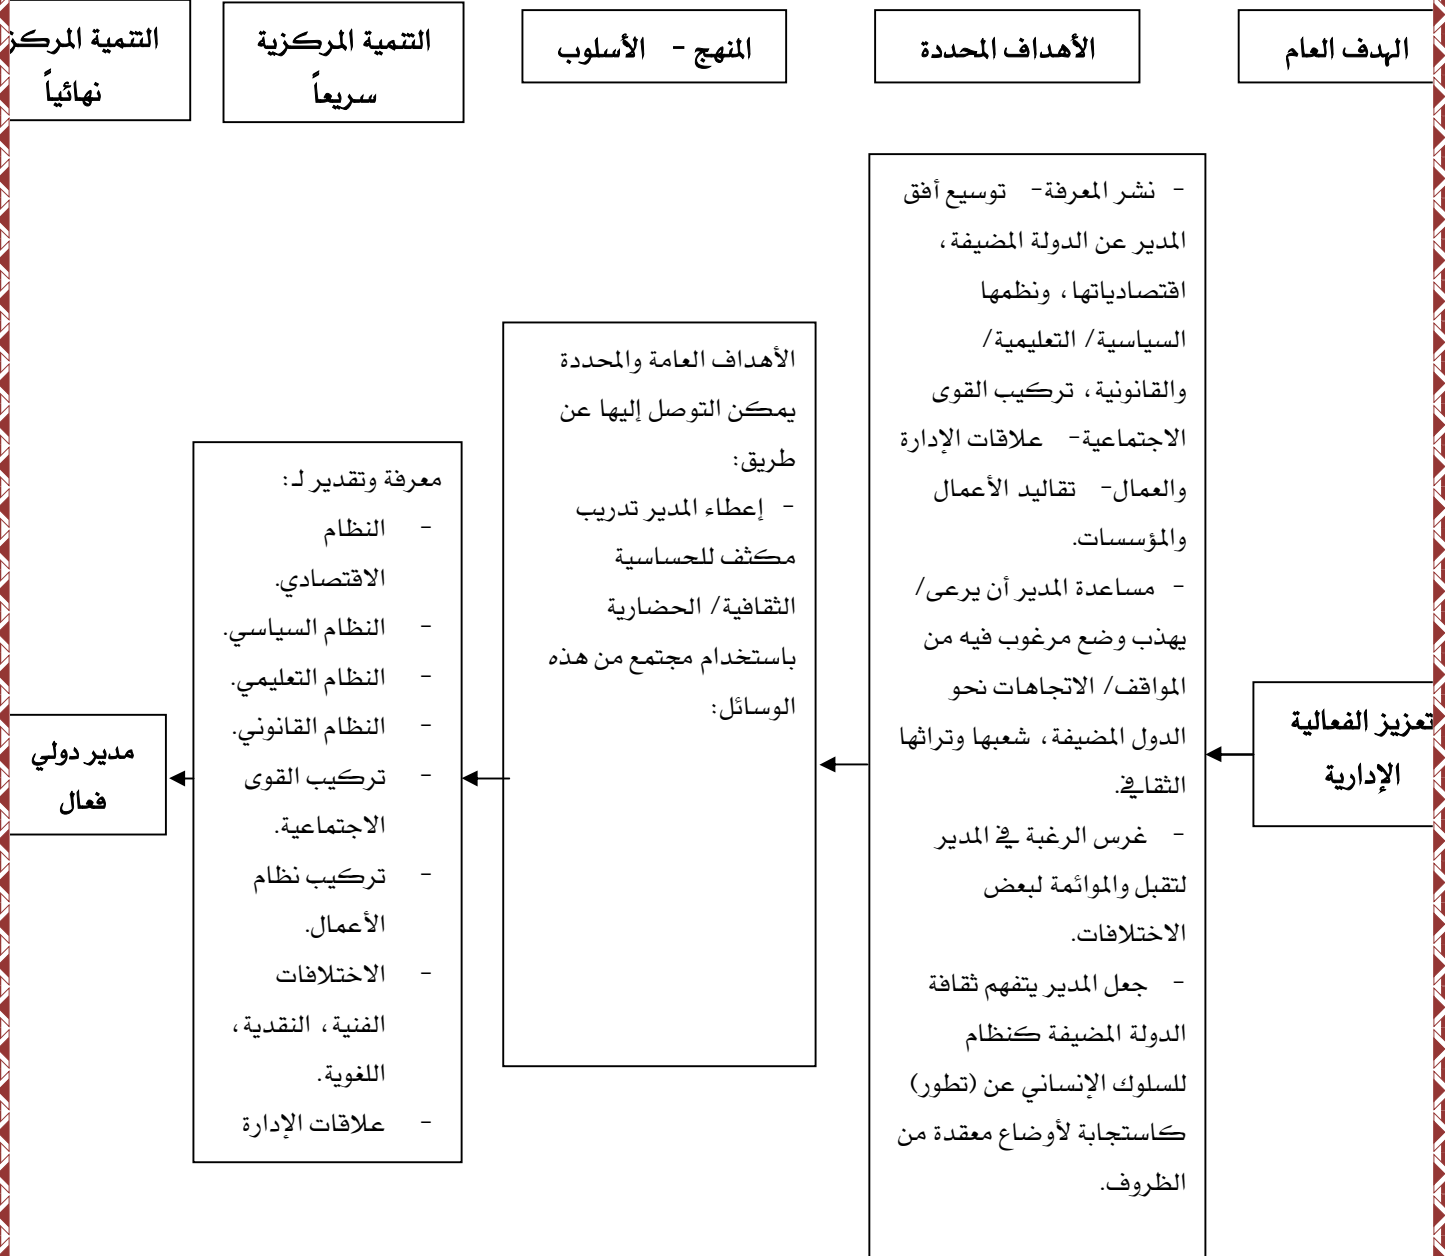 الهدف العام
الأهداف المحددة
المنهج - الأسلوب
التنمية المركزية
سريعاً
التنمية المركز
نهائياً
تعزيز الفعالية
الإدارية
- نشر المعرفة- توسيع أفق
المدير عن الدولة المضيفة،
اقتصادياتها، ونظمها
السياسية/ التعليمية/
والقانونية، تركيب القوى
الاجتماعية- علاقات الإدارة
والعمال- تقاليد الأعمال
والمؤسسات.
- مساعدة المدير أن يرعى/
يهذب وضع مرغوب فيه من
المواقف/ الاتجاهات نحو
الدول المضيفة، شعبها وتراثها
الثقافي.
- غرس الرغبة في المدير
لتقبل والموائمة لبعض
الاختلافات.
- جعل المدير يتفهم ثقافة
الدولة المضيفة كنظام
للسلوك الإنساني عن (تطور)
كاستجابة لأوضاع معقدة من
الظروف.
الأهداف العامة والمحددة
يمكن التوصل إليها عن
طريق:
- إعطاء المدير تدريب
مكثف للحساسية
الثقافية/ الحضارية
باستخدام مجتمع من هذه
الوسائل:
معرفة وتقدير لـ:
- النظام
الاقتصادي.
- النظام السياسي.
- النظام التعليمي.
- النظام القانوني.
- تركيب القوى
الاجتماعية.
- تركيب نظام
الأعمال.
- الاختلافات
الفنية، النقدية،
اللغوية.
- علاقات الإدارة
مدير دولي
فعال